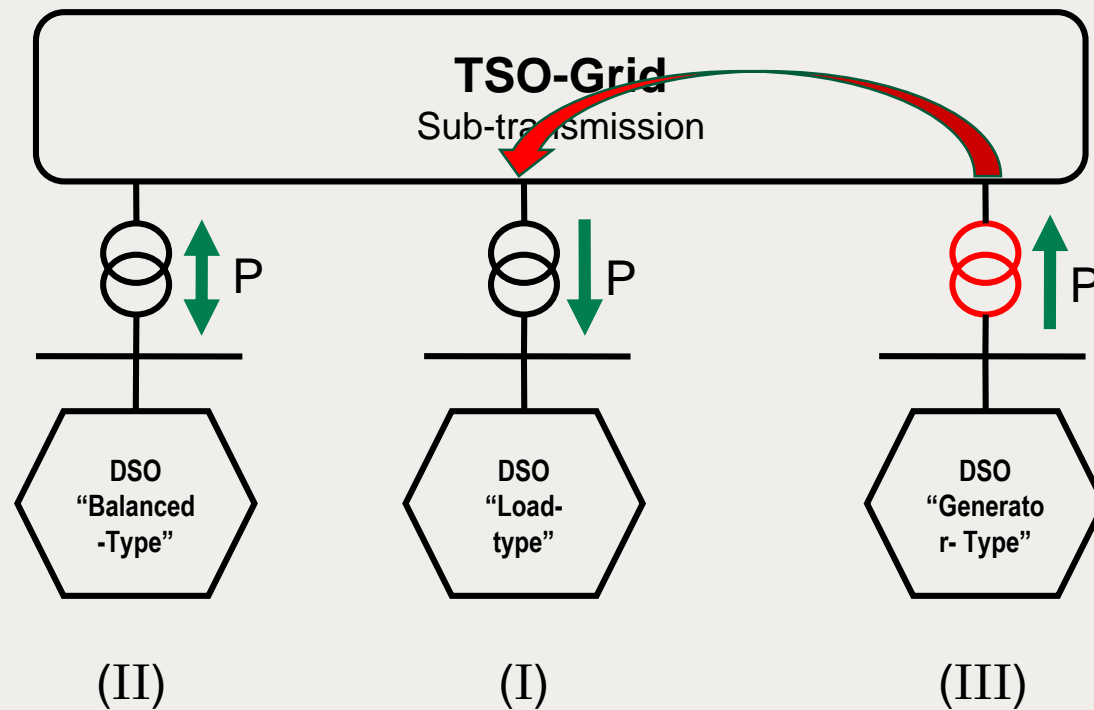 TSO-Grid
Sub-transmission
P
P
P
DSO
“Balanced
-Type”
DSO
“Load-
type”
DSO
“Generato
r- Type”
(II)
(I)
(III)